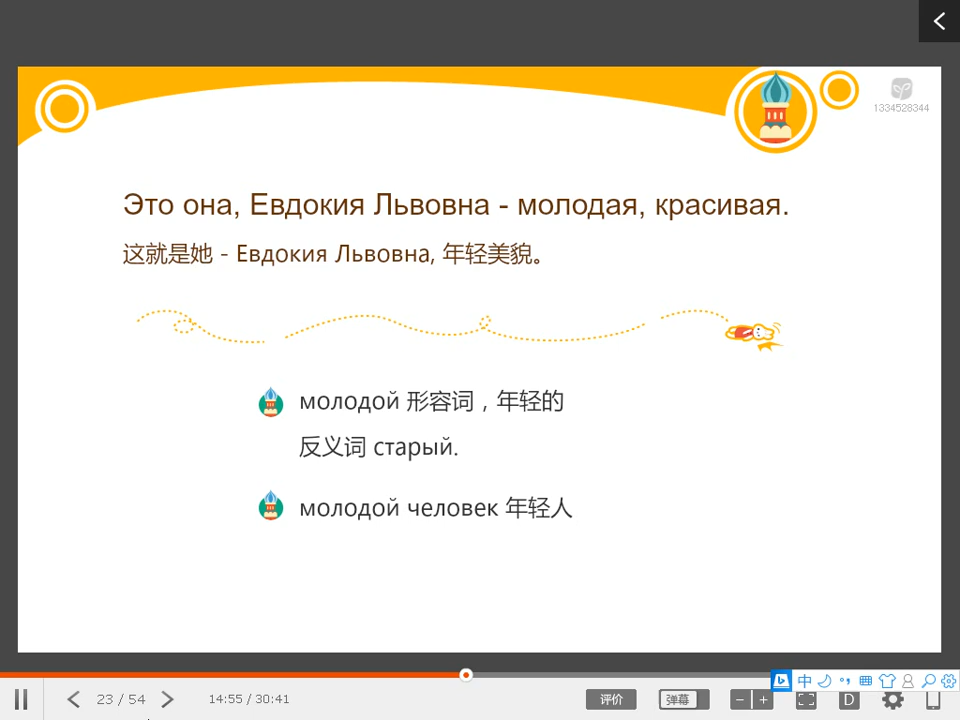 1334528344
Это она, Евдокия Львовна - молодая, красивая.
这就是她 - Евдокия Львовна, 年轻美貌。
молодой 形容词，年轻的
反义词 старый.
молодой человек 年轻人
中
23 / 54
14:55 / 30:41
评价
弹幕
D